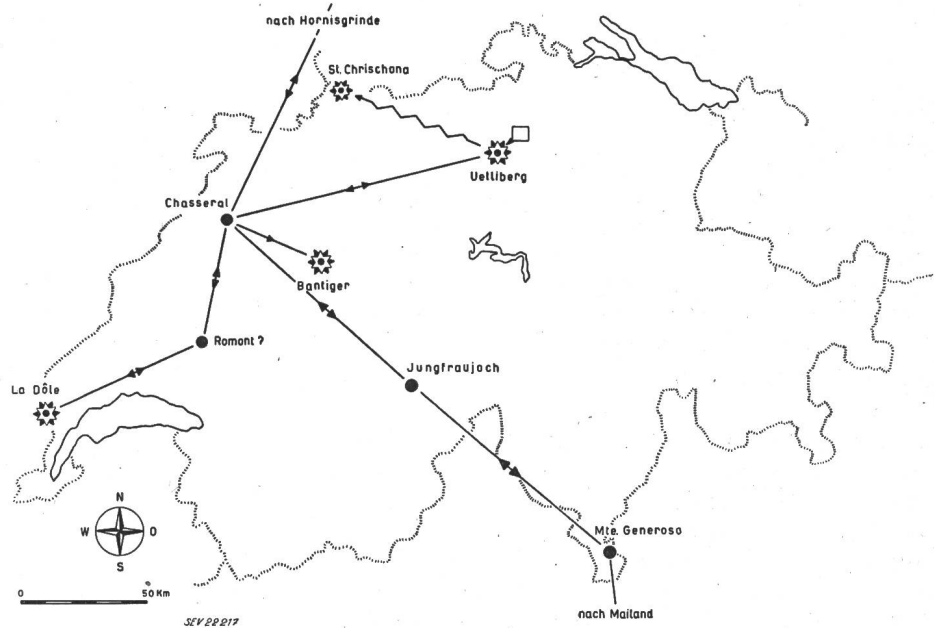 nach Hornisgrinde
St. Chrischona
Uetliberg
Chasseral
Bantiger
Romont ?
Jungfraujoch
La Dôle
N
W O
S
Mte. Generoso
0 50 Km
nach Mailand
SEV 22217